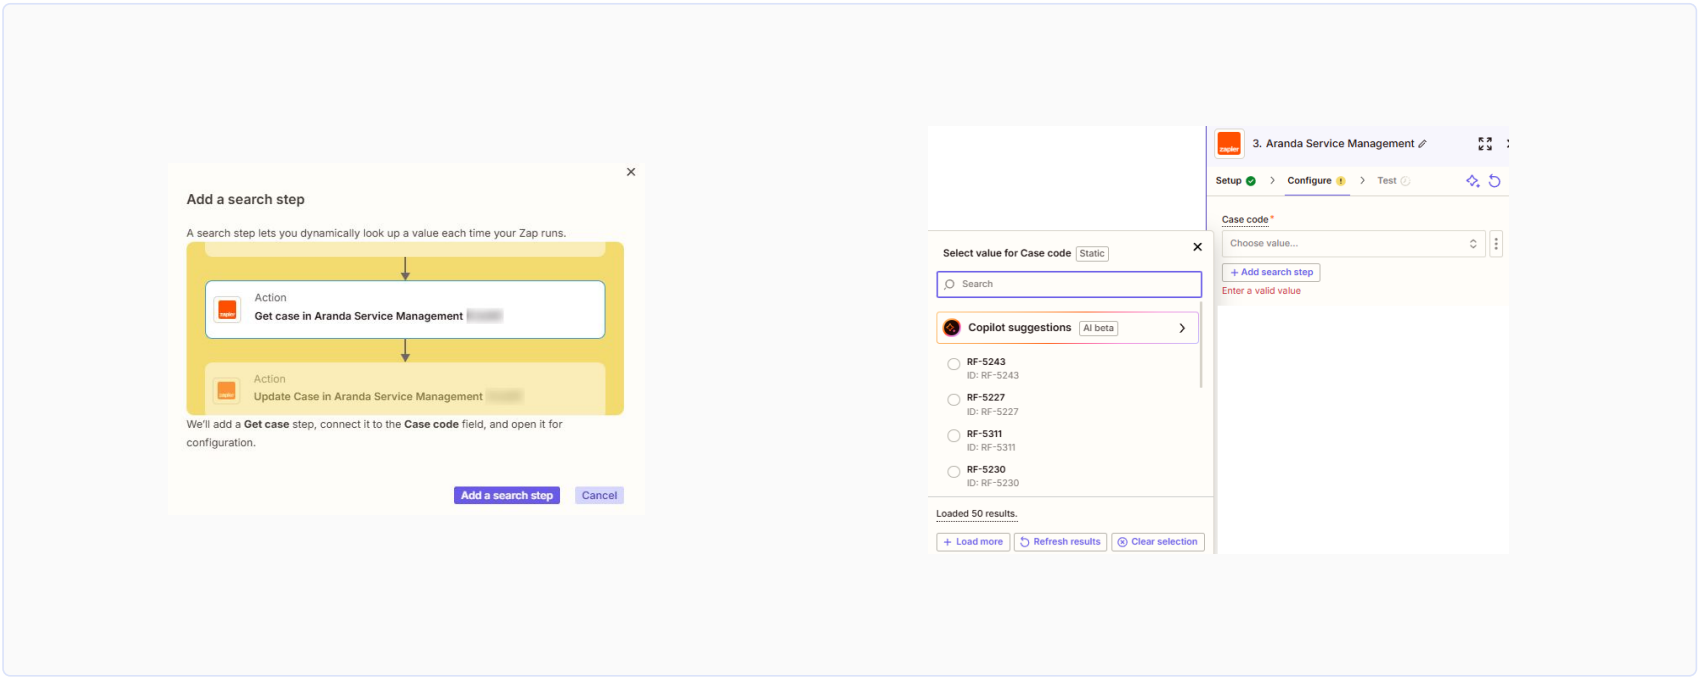 Add a search step
A search step lets you dynamically look up a value each time your Zap runs.
Action
zapier
Get case in Aranda Service Management
Action
zapier
Update Case in Aranda Service Management
We'll add a Get case step, connect it to the Case code field, and open it for
configuration.
Add a search step
Cancel
zapier
3. Aranda Service Management
Setup
Configure
Test
Case code*
Choose value...
+ Add search step
Enter a valid value
Select value for Case code
Static
Search
Copilot suggestions
AI beta
RF-5243
ID: RF-5243
RF-5227
ID: RF-5227
RF-5311
ID: RF-5311
RF-5230
ID: RF-5230
Loaded 50 results.
+ Load more
Refresh results
Clear selection